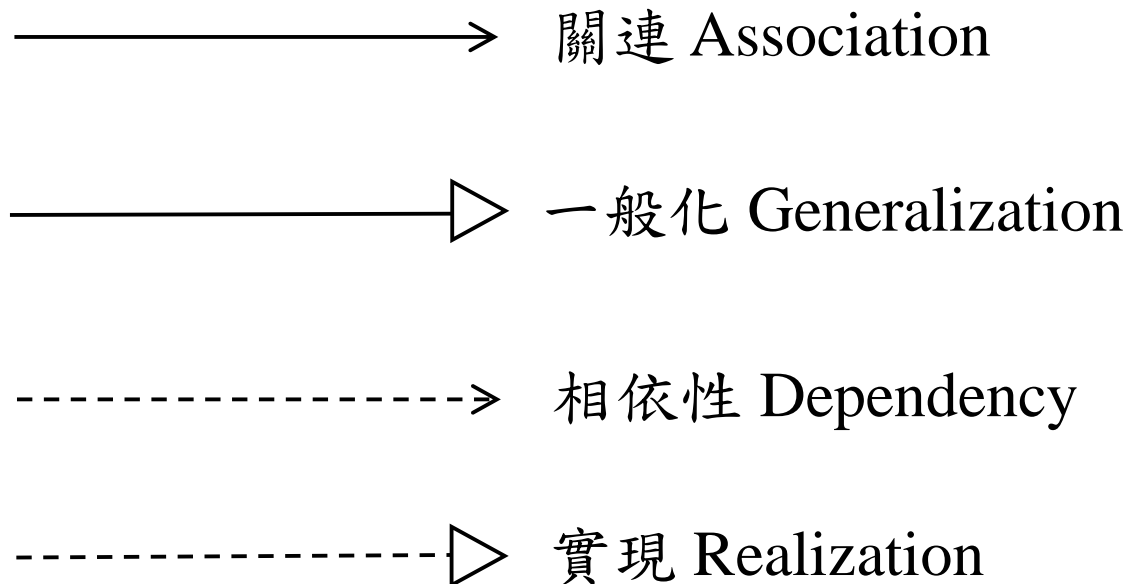 關連 Association
一般化 Generalization
相依性 Dependency
實現 Realization